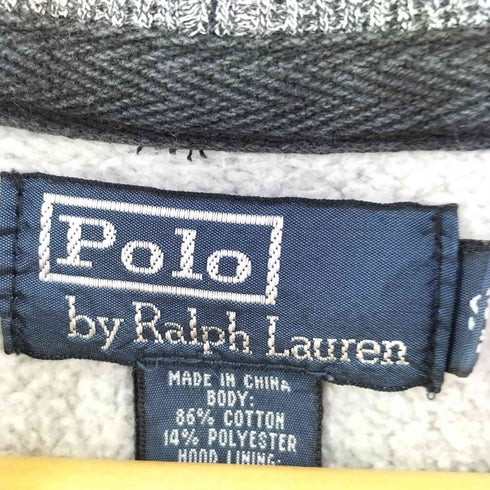 Polo
by Ralph Lauren
MADE IN CHINA
BODY:
86% COTTON
14% POLYESTER
HOOD LINING: